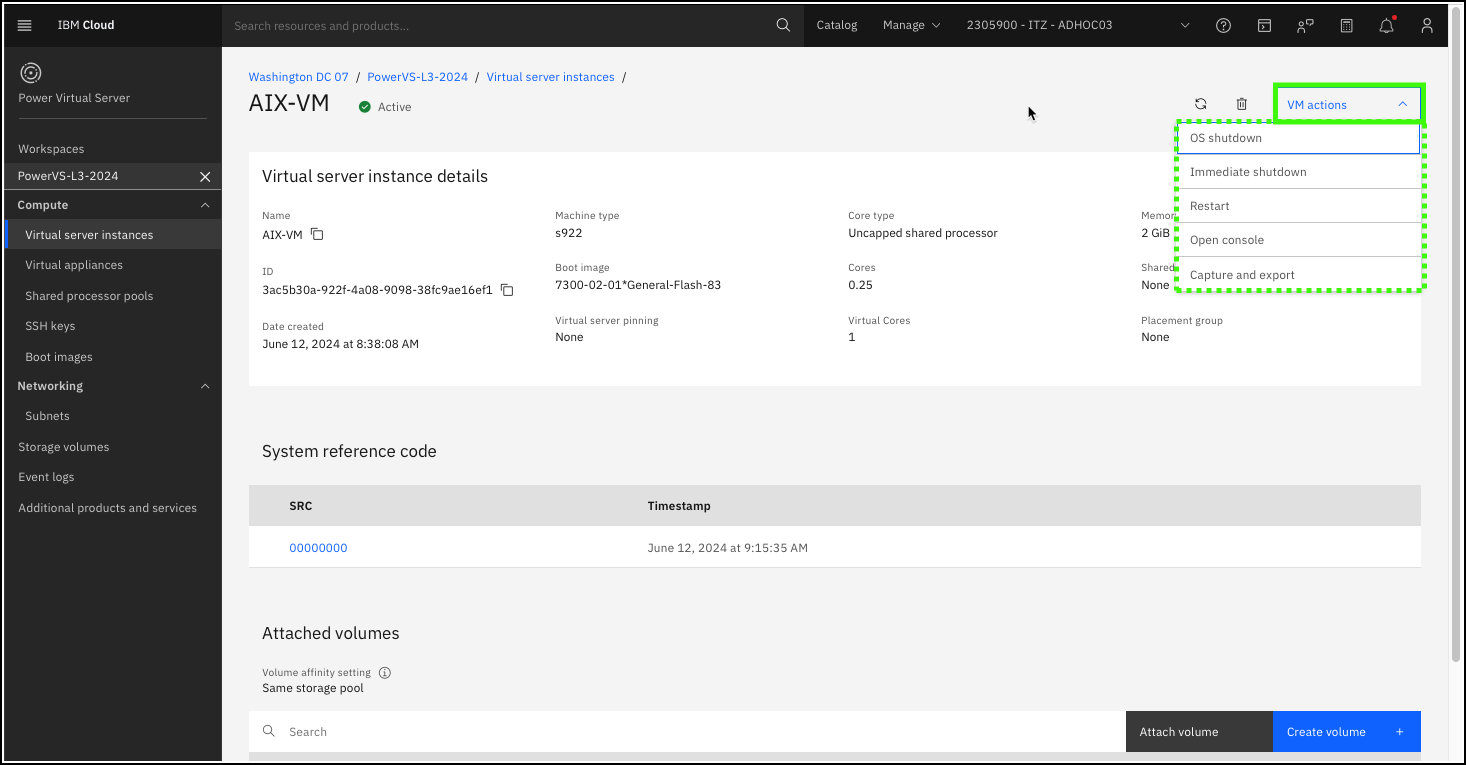 IBM Cloud
Search resources and products...
Catalog
Manage
2305900 - ITZ - ADHOC03
Power Virtual Server
Workspaces
PowerVS-L3-2024
Compute
Virtual server instances
Virtual appliances
Shared processor pools
SSH keys
Boot images
Networking
Subnets
Storage volumes
Event logs
Additional products and services
Washington DC 07 / PowerVS-L3-2024 / Virtual server instances /
AIX-VM
Active
VM actions
OS shutdown
Immediate shutdown
Restart
Open console
Capture and export
Virtual server instance details
Name
AIX-VM
ID
3ac5b30a-922f-4a08-9098-38fc9ae16ef1
Date created
June 12, 2024 at 8:38:08 AM
Machine type
s922
Boot image
7300-02-01*General-Flash-83
Virtual server pinning
None
Core type
Uncapped shared processor
Cores
0.25
Virtual Cores
1
2 GiB
Shared
None
Placement group
None
System reference code
SRC Timestamp
00000000 June 12, 2024 at 9:15:35 AM
Attached volumes
Volume affinity setting
Same storage pool
Search
Attach volume
Create volume +